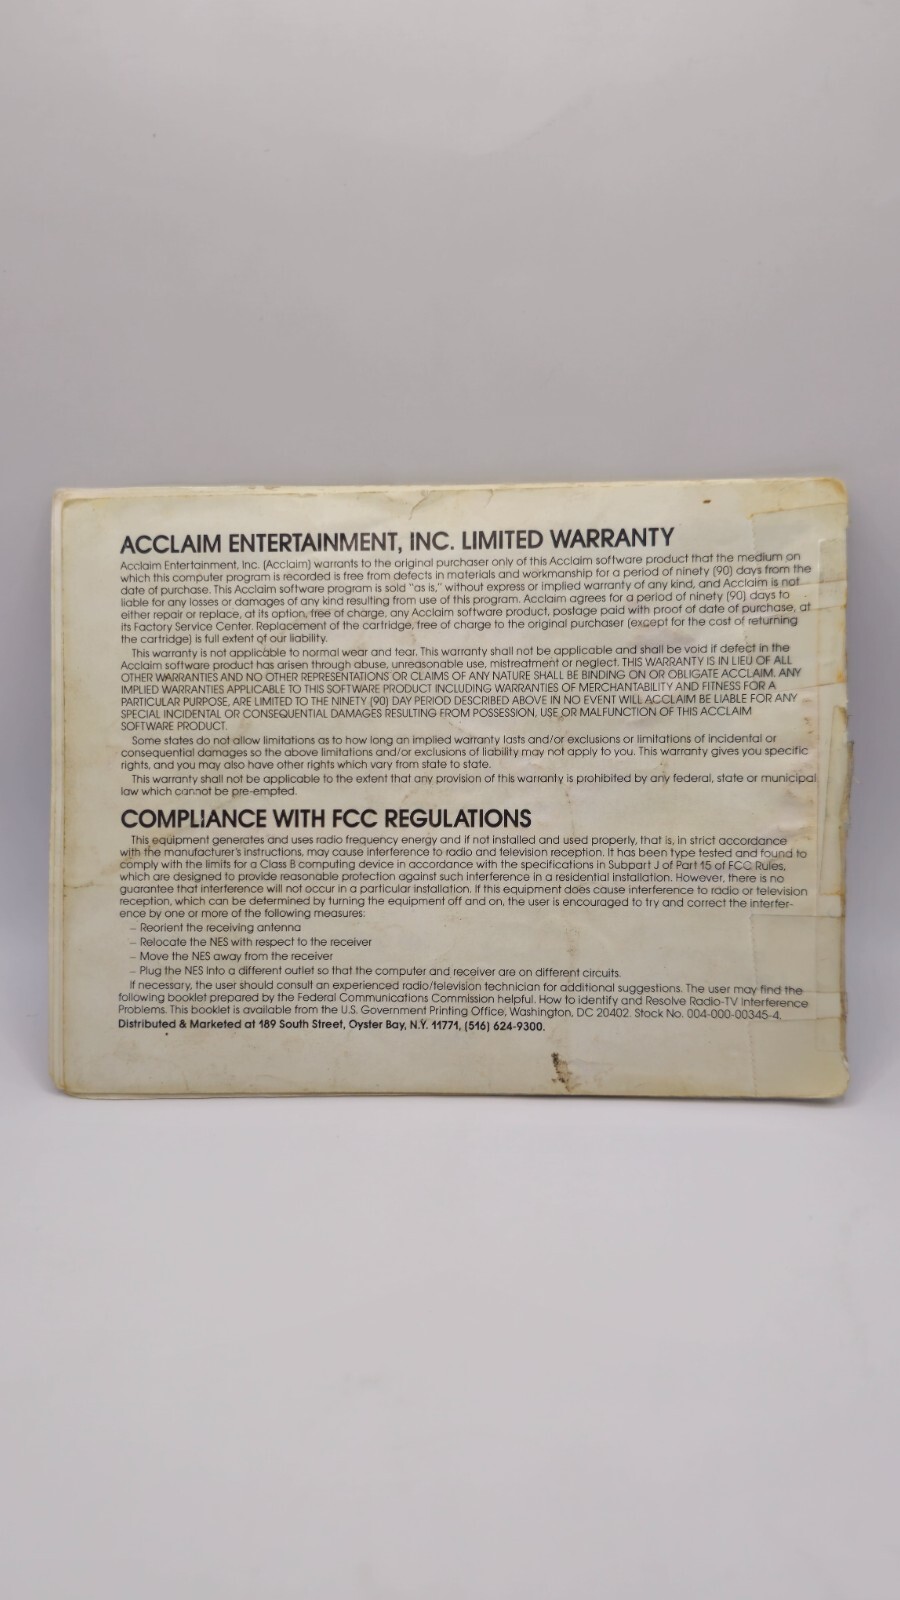 ACCLAIM ENTERTAINMENT, INC. LIMITED WARRANTY
Acclaim Entertainment, Inc. (Acclaim) warrants to the original purchaser only of this Acclaim software product that the medium on
which this computer program is recorded is free from defects in materials and workmanship for a period of ninety (90) days from the
date of purchase. This Acclaim software program is sold "as is," without express or implied warranty of any kind, and Acclaim is not
liable for any losses or damages of any kind resulting from use of this program. Acclaim agrees for a period of ninety (90) days to
either repair or replace, at its option, free of charge, any Acclaim software product, postage paid with proof of date of purchase, at
its Factory Service Center. Replacement of the cartridge, free of charge to the original purchaser (except for the cost of returning
the cartridge) is full extent of our liability.
This warranty is not applicable to normal wear and tear. This warranty shall not be applicable and shall be void if defect in the
Acclaim software product has arisen through abuse, unreasonable use, mistreatment or neglect. THIS WARRANTY IS IN LIEU OF ALL
OTHER WARRANTIES AND NO OTHER REPRESENTATIONS OR CLAIMS OF ANY NATURE SHALL BE BINDING ON OR OBLIGATE ACCLAIM. ANY
IMPLIED WARRANTIES APPLICABLE TO THIS SOFTWARE PRODUCT INCLUDING WARRANTIES OF MERCHANTABILITY AND FITNESS FOR A
PARTICULAR PURPOSE, ARE LIMITED TO THE NINETY (90) DAY PERIOD DESCRIBED ABOVE IN NO EVENT WILL ACCLAIM BE LIABLE FOR ANY
SPECIAL INCIDENTAL OR CONSEQUENTIAL DAMAGES RESULTING FROM POSSESSION, USE OR MALFUNCTION OF THIS ACCLAIM
SOFTWARE PRODUCT.
Some states do not allow limitations as to how long an implied warranty lasts and/or exclusions or limitations of incidental or
consequential damages so the above limitations and/or exclusions of liability may not apply to you. This warranty gives you specific
rights, and you may also have other rights which vary from state to state.
This warranty shall not be applicable to the extent that any provision of this warranty is prohibited by any federal, state or municipal
law which cannot be pre-empted.
COMPLIANCE WITH FCC REGULATIONS
This equipment generates and uses radio frequency energy and if not installed and used properly, that is, in strict accordance
with the manufacturer's instructions, may cause interference to radio and television reception. It has been type tested and found to
comply with the limits for a Class B computing device in accordance with the specifications in Subpart J of Part 15 of FCC Rules,
which are designed to provide reasonable protection against such interference in a residential installation. However, there is no
guarantee that interference will not occur in a particular installation. If this equipment does cause interference to radio or television
reception, which can be determined by turning the equipment off and on, the user is encouraged to try and correct the interfer-
ence by one or more of the following measures:
– Reorient the receiving antenna
– Relocate the NES with respect to the receiver
– Move the NES away from the receiver
– Plug the NES into a different outlet so that the computer and receiver are on different circuits.
If necessary, the user should consult an experienced radio/television technician for additional suggestions. The user may find the
following booklet prepared by the Federal Communications Commission helpful. How to identify and Resolve Radio-TV Interference
Problems. This booklet is available from the U.S. Government Printing Office, Washington, DC 20402. Stock No. 004-000-00345-4.
Distributed & Marketed at 189 South Street, Oyster Bay, N.Y. 11771, (516) 624-9300.